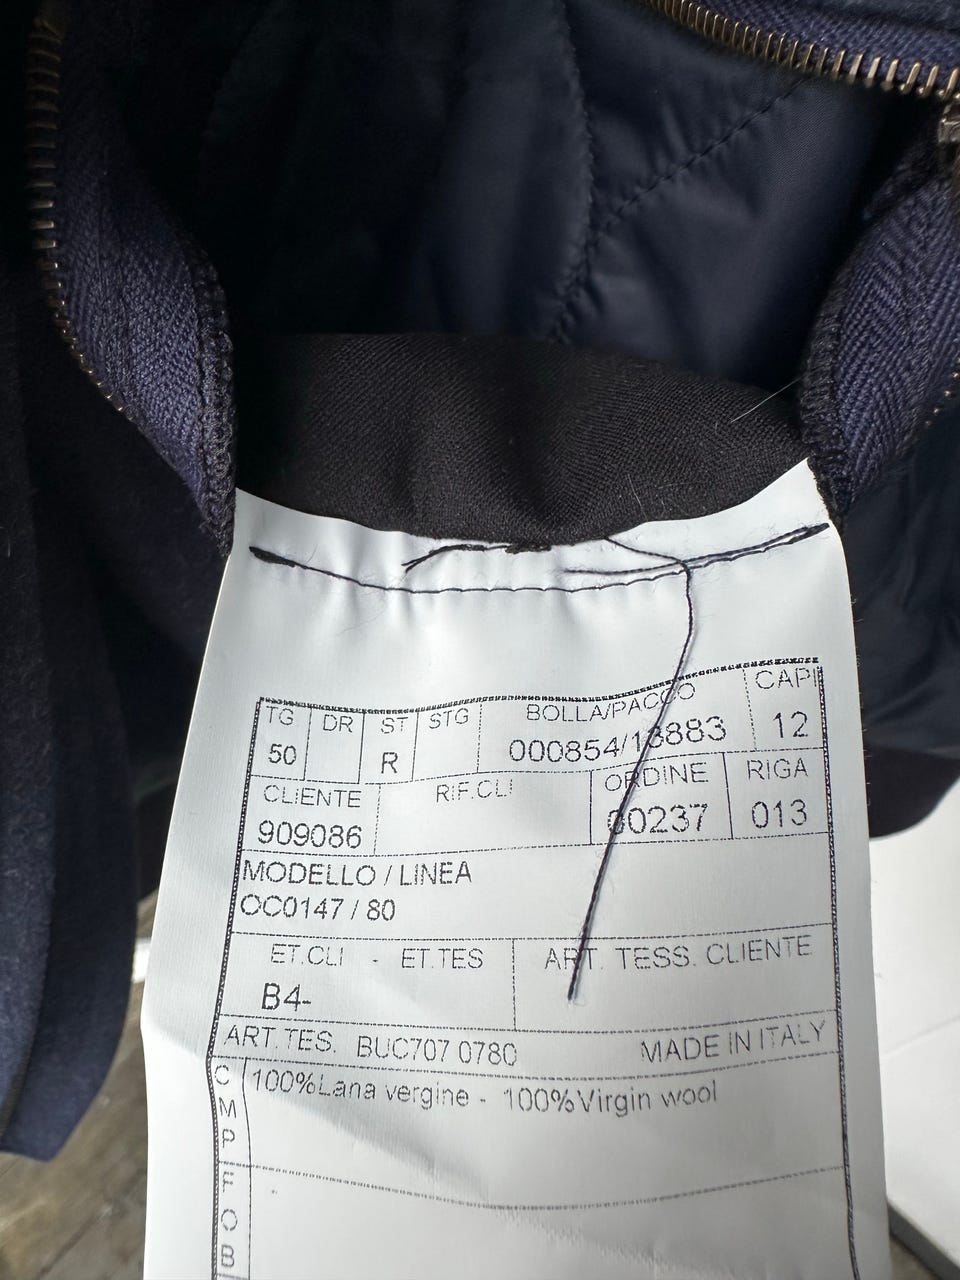 TG DR ST STG BOLLA/PACCO CAPI
50 R 000854/13883 12
CLIENTE RIF.CLI ORDINE RIGA
909086 00237 013
MODELLO / LINEA
OC0147 / 80
ET.CLI - ET.TES ART. TESS. CLIENTE
B4-
ART.TES. BUC707 0780 MADE IN ITALY
C
M
P
100%Lana vergine - 100%Virgin wool
F
O
B